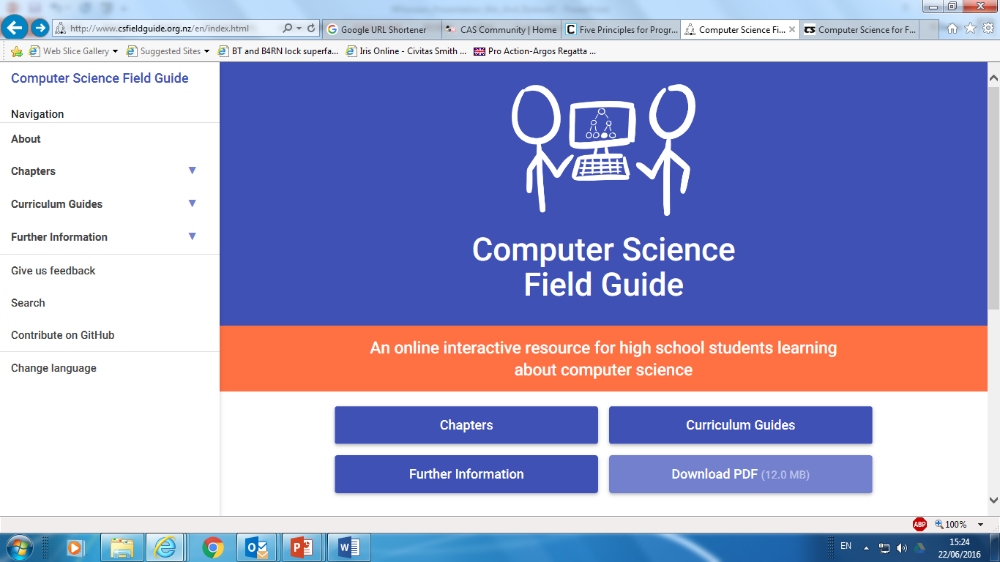 http://www.csfieldguide.org.nz/en/index.html
Google URL Shortener
CAS Community | Home
Five Principles for Progr...
Computer Science Fi...
Computer Science for F...
Web Slice Gallery
Suggested Sites
BT and B4RN lock superfa...
Iris Online - Civitas Smith ...
Pro Action-Argos Regatta ...
Computer Science Field Guide
Navigation
About
Chapters
Curriculum Guides
Further Information
Give us feedback
Search
Contribute on GitHub
Change language
Computer Science
Field Guide
An online interactive resource for high school students learning
about computer science
Chapters
Curriculum Guides
Further Information
Download PDF (12.0 MB)
ABP
100%
EN
15:24
22/06/2016